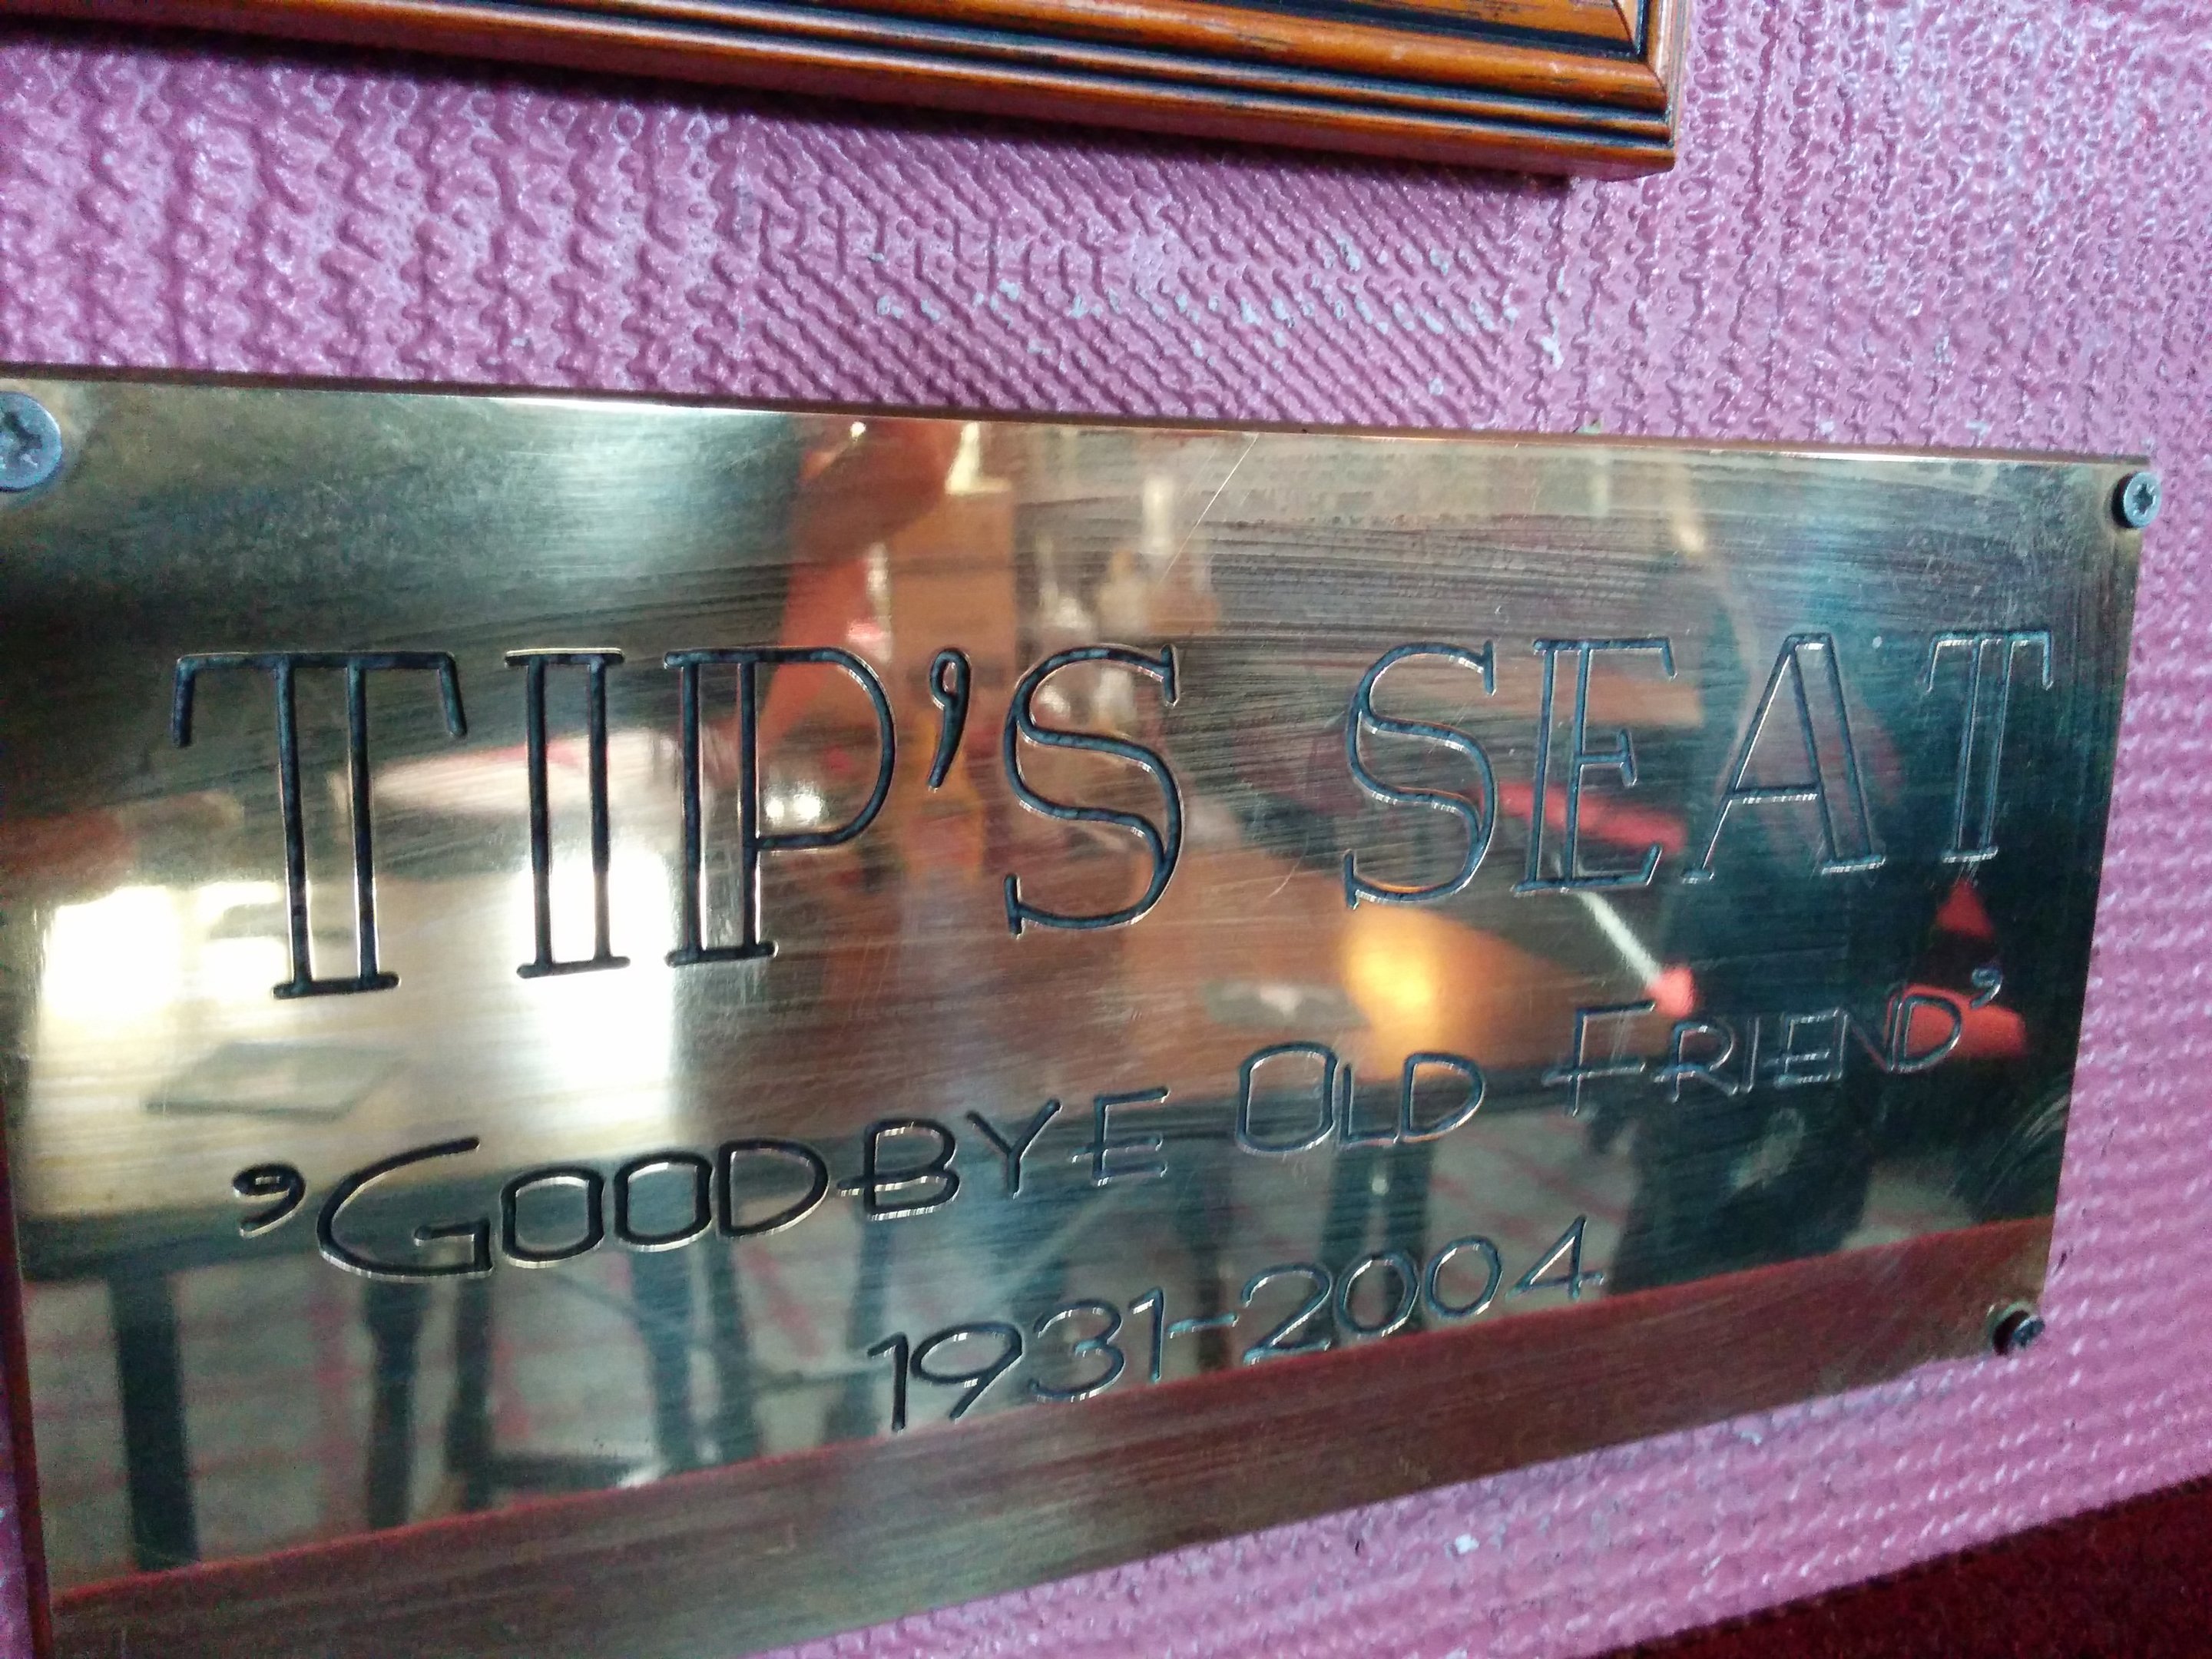 TIP'S SEAT
'GOODBYE OLD FRIEND'
1931-2004